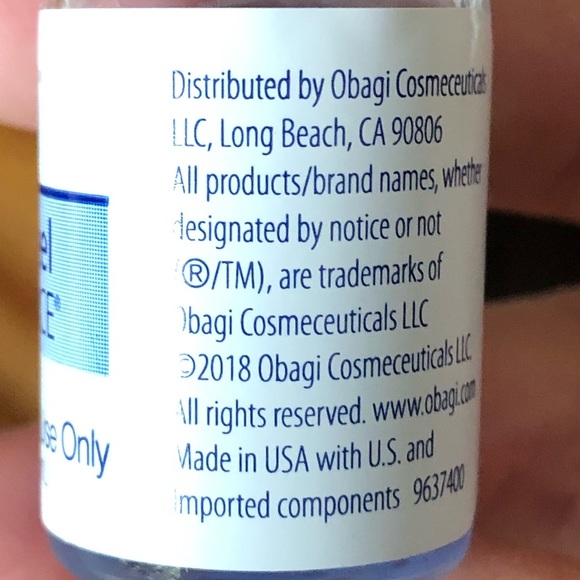 Distributed by Obagi Cosmeceuticals
LLC, Long Beach, CA 90806
All products/brand names, whether
designated by notice or not
(®/TM), are trademarks of
Obagi Cosmeceuticals LLC
©2018 Obagi Cosmeceuticals LLC
All rights reserved. www.obagi.com
Made in USA with U.S. and
imported components 9637400
el
CE®
Use Only